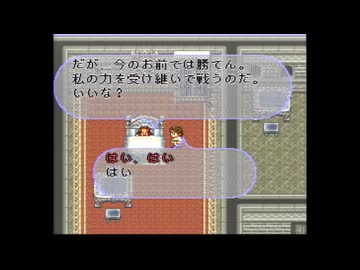 だが、今のお前では勝てん。
私の力を受け継いで戦うのだ。
いいな？
はい、はい
はい